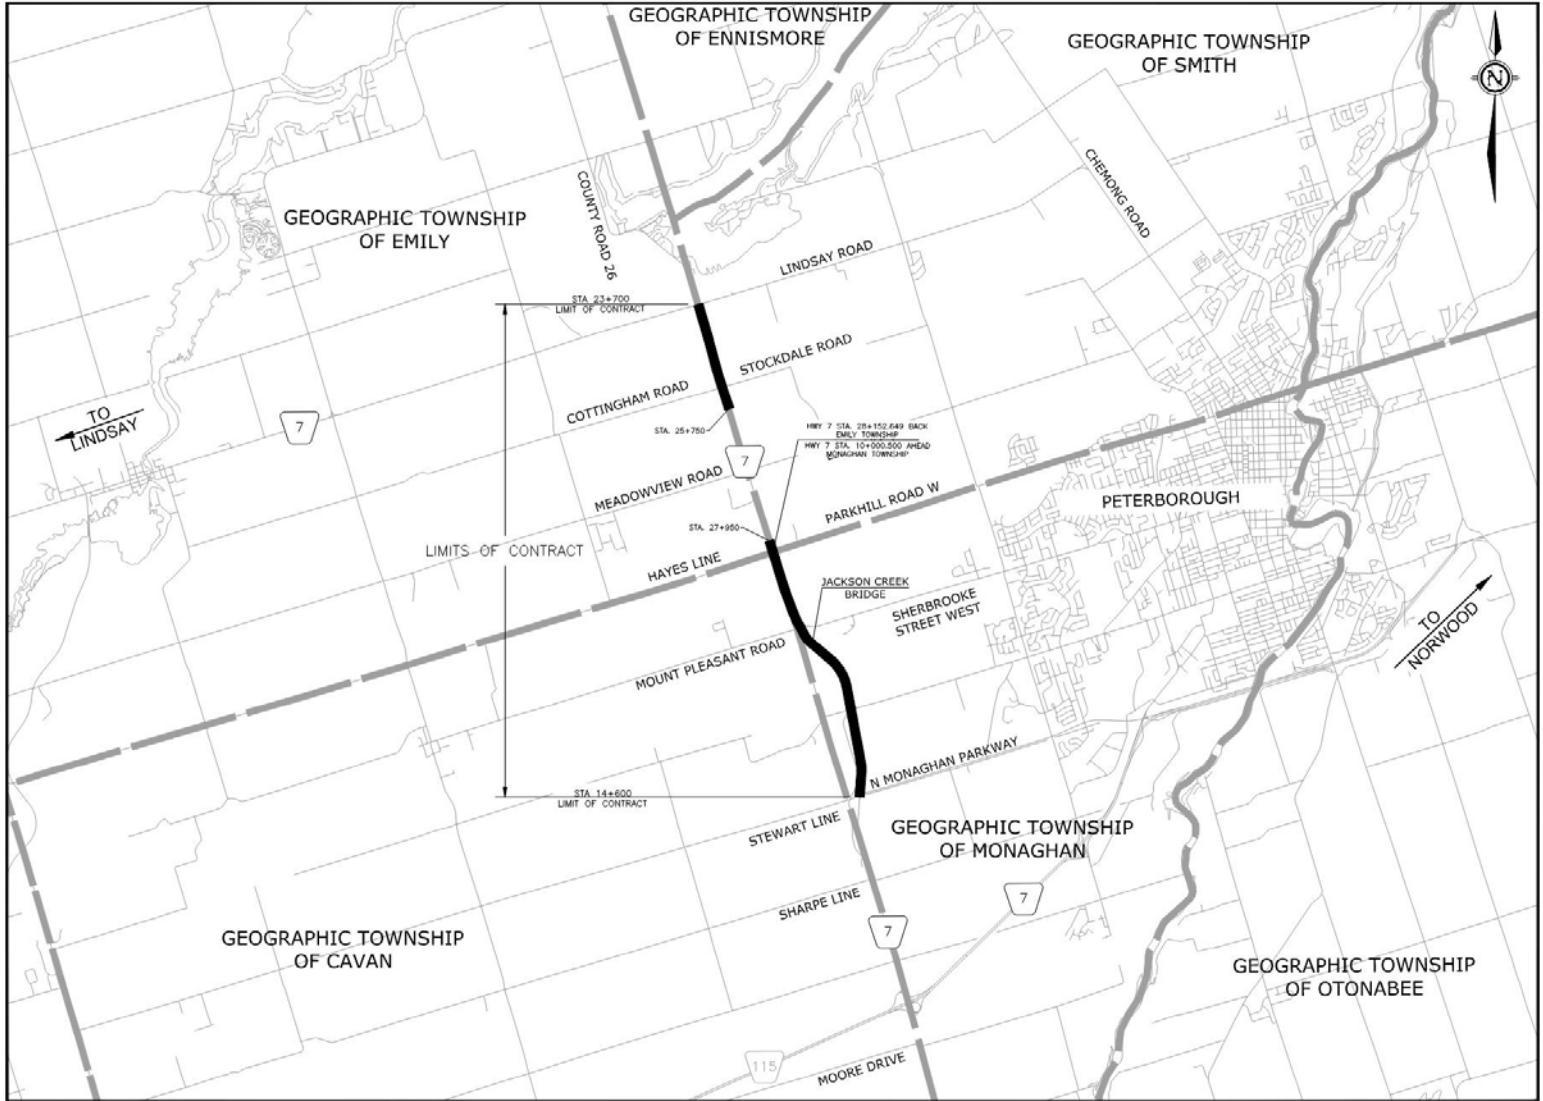 GEOGRAPHIC TOWNSHIP
OF ENNISMORE
GEOGRAPHIC TOWNSHIP
OF SMITH
N
CHEMONG ROAD
COUNTY ROAD 26
GEOGRAPHIC TOWNSHIP
OF EMILY
LINDSAY ROAD
STA. 23+700
LIMIT OF CONTRACT
STOCKDALE ROAD
COTTINGHAM ROAD
TO
LINDSAY
7
STA. 25+750
HWY 7 STA. 28+152.649 BACK
EMILY TOWNSHIP
HWY 7 STA. 10+000.500 AHEAD
MONAGHAN TOWNSHIP
7
MEADOWVIEW ROAD
PARKHILL ROAD W
PETERBOROUGH
STA. 27+950
LIMITS OF CONTRACT
HAYES LINE
JACKSON CREEK
BRIDGE
SHERBROOKE
STREET WEST
TO
NORWOOD
MOUNT PLEASANT ROAD
N MONAGHAN PARKWAY
STA. 14+600
LIMIT OF CONTRACT
STEWART LINE
GEOGRAPHIC TOWNSHIP
OF MONAGHAN
SHARPE LINE
7
7
GEOGRAPHIC TOWNSHIP
OF CAVAN
GEOGRAPHIC TOWNSHIP
OF OTONABEE
115
MOORE DRIVE